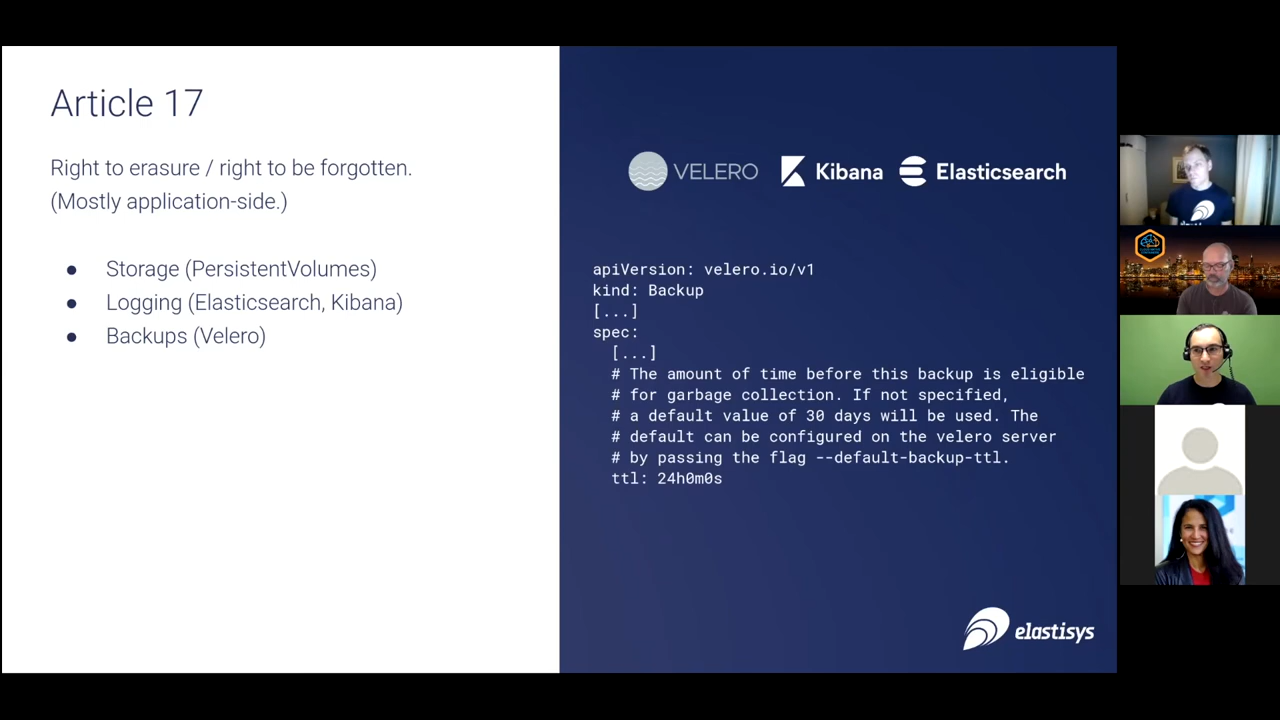 Article 17
Right to erasure / right to be forgotten.
(Mostly application-side.)
● Storage (PersistentVolumes)
● Logging (Elasticsearch, Kibana)
● Backups (Velero)
VELERO Kibana Elasticsearch
apiVersion: velero.io/v1
kind: Backup
[...]
spec:
[...]
# The amount of time before this backup is eligible
# for garbage collection. If not specified,
# a default value of 30 days will be used. The
# default can be configured on the velero server
# by passing the flag --default-backup-ttl.
ttl: 24h0m0s
elastisys